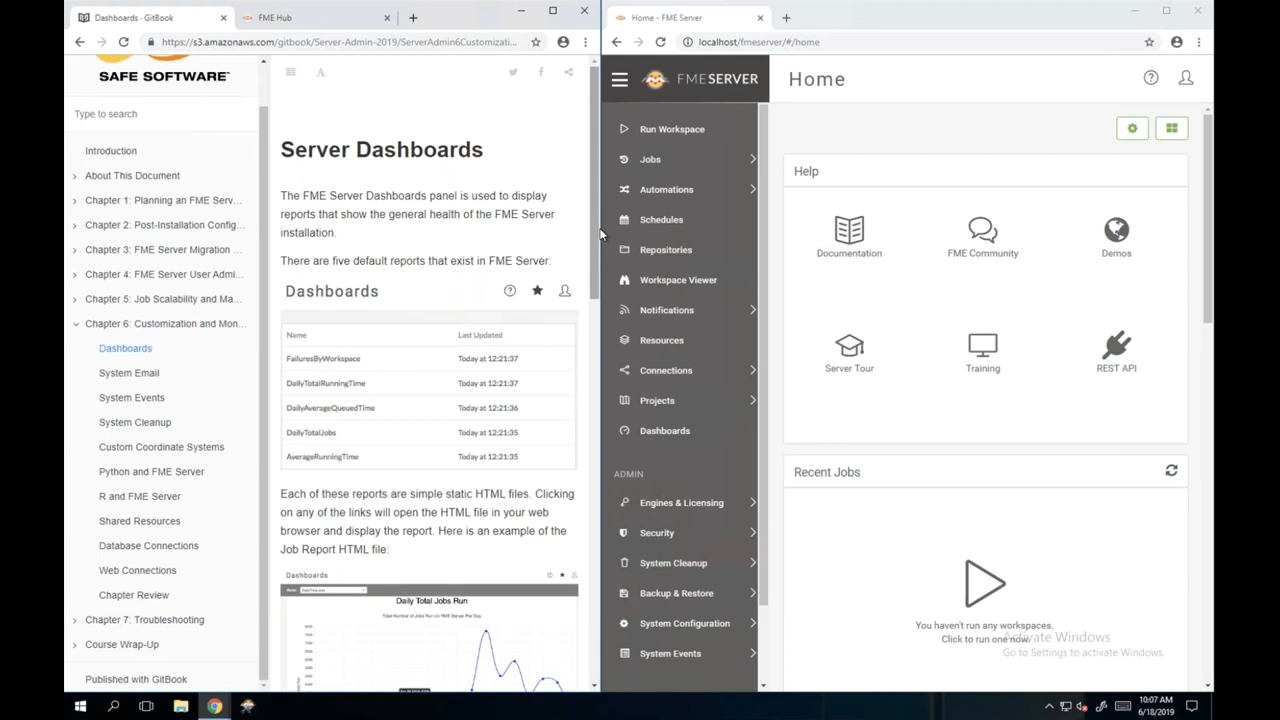 Dashboards - GitBook
FME Hub
https://s3.amazonaws.com/gitbook/Server-Admin-2019/ServerAdmin6Customizati...
SAFE SOFTWARE™
Type to search
Introduction
About This Document
Chapter 1: Planning an FME Serv...
Chapter 2: Post-Installation Config...
Chapter 3: FME Server Migration ...
Chapter 4: FME Server User Admi...
Chapter 5: Job Scalability and Ma...
Chapter 6: Customization and Mon...
Dashboards
System Email
System Events
System Cleanup
Custom Coordinate Systems
Python and FME Server
R and FME Server
Shared Resources
Database Connections
Web Connections
Chapter Review
Chapter 7: Troubleshooting
Course Wrap-Up
Published with GitBook
A
Server Dashboards
The FME Server Dashboards panel is used to display
reports that show the general health of the FME Server
installation.
There are five default reports that exist in FME Server:
Dashboards
Name Last Updated
FailuresByWorkspace Today at 12:21:37
DailyTotalRunningTime Today at 12:21:37
DailyAverageQueuedTime Today at 12:21:36
DailyTotalJobs Today at 12:21:35
AverageRunningTime Today at 12:21:35
Each of these reports are simple static HTML files. Clicking
on any of the links will open the HTML file in your web
browser and display the report. Here is an example of the
Job Report HTML file:
Dashboards
Daily Total Jobs Run
Total Number of Jobs Run on FME Server Per Day
Home - FME Server
localhost/fmeserver/#/home
FMESERVER
Home
Run Workspace
Jobs
Automations
Schedules
Repositories
Workspace Viewer
Notifications
Resources
Connections
Projects
Dashboards
ADMIN
Engines & Licensing
Security
System Cleanup
Backup & Restore
System Configuration
System Events
Help
Documentation
FME Community
Demos
Server Tour
Training
REST API
Recent Jobs
You haven't run any workspaces.
Click to run one now.
Activate Windows
Go to Settings to activate Windows.
10:07 AM
6/18/2019